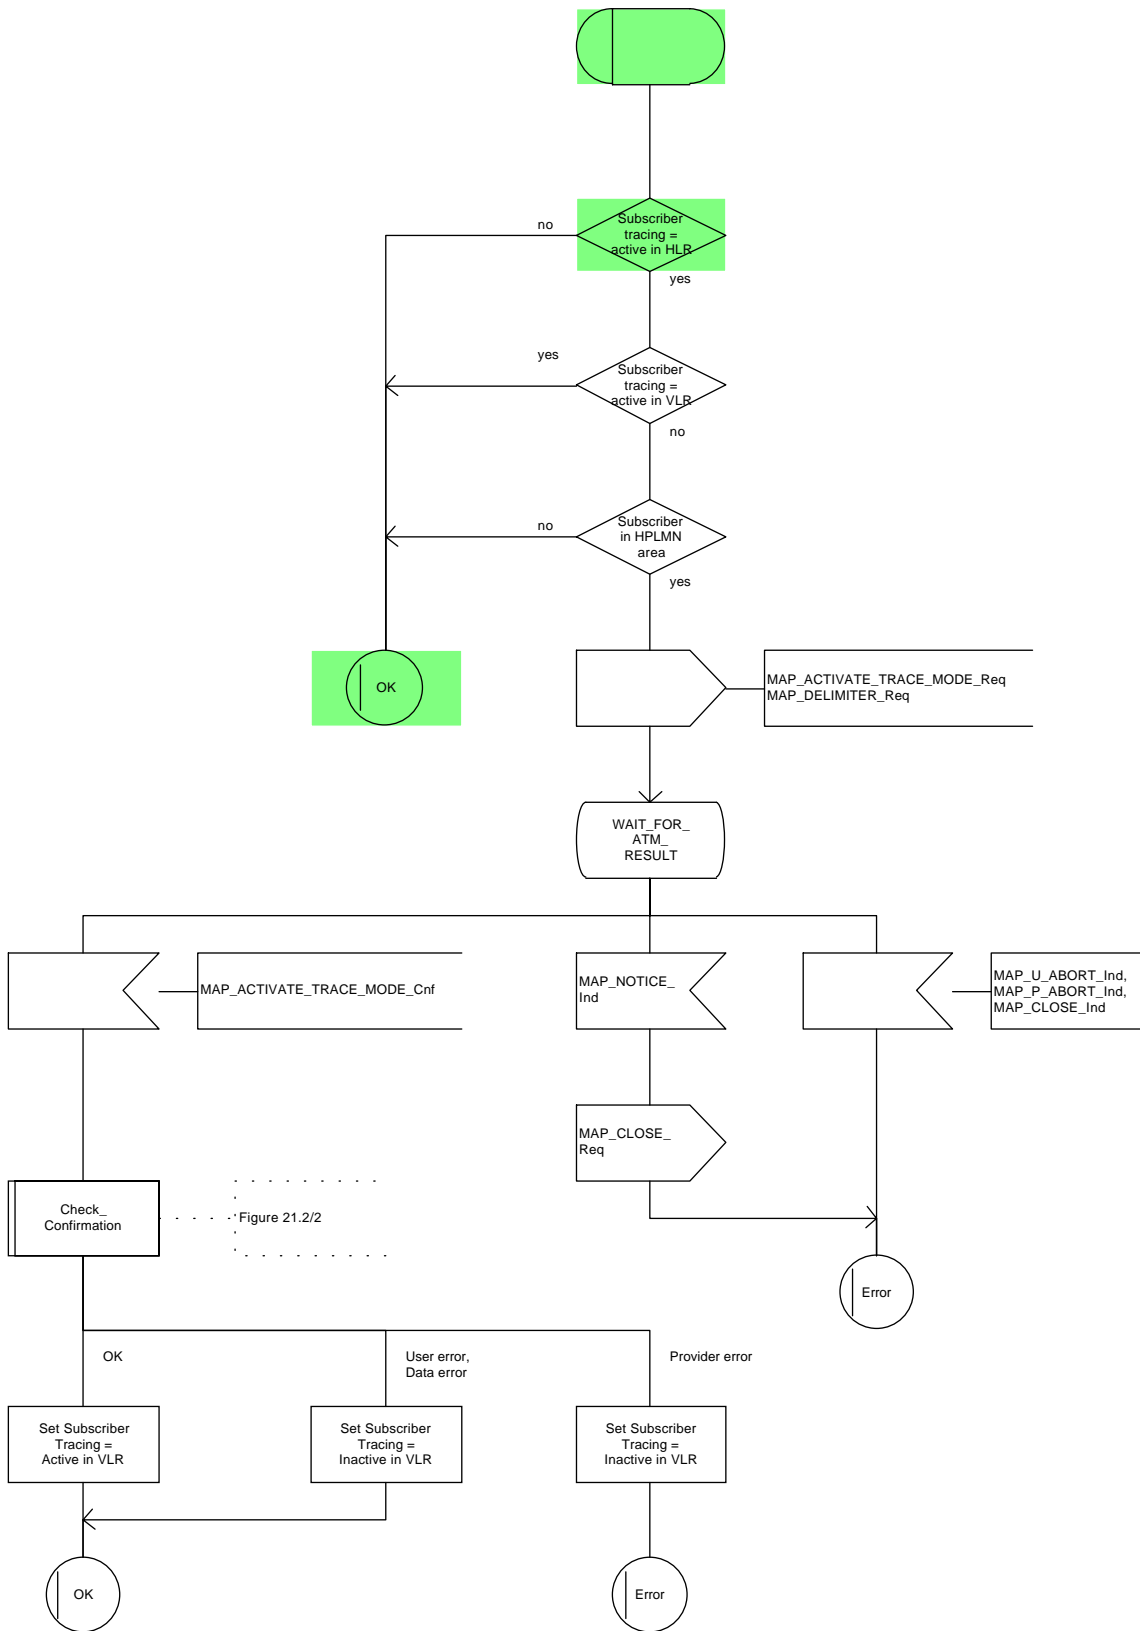 no
Subscriber
tracing =
active in HLR
yes
yes
Subscriber
tracing =
active in VLR
no
no
Subscriber
in HPLMN
area
yes
OK
MAP_ACTIVATE_TRACE_MODE_Req
MAP_DELIMITER_Req
WAIT_FOR_
ATM_
RESULT
MAP_ACTIVATE_TRACE_MODE_Cnf
MAP_NOTICE_
Ind
MAP_U_ABORT_Ind,
MAP_P_ABORT_Ind,
MAP_CLOSE_Ind
MAP_CLOSE_
Req
Check_
Confirmation
Figure 21.2/2
Error
OK
User error,
Data error
Provider error
Set Subscriber
Tracing =
Active in VLR
Set Subscriber
Tracing =
Inactive in VLR
Set Subscriber
Tracing =
Inactive in VLR
OK
Error